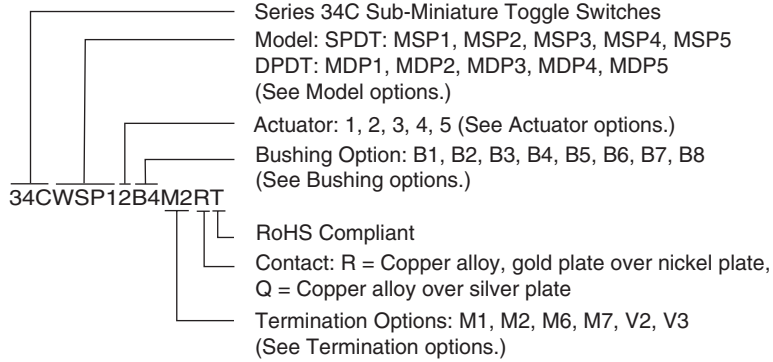 Series 34C Sub-Miniature Toggle Switches
Model: SPDT: MSP1, MSP2, MSP3, MSP4, MSP5
DPDT: MDP1, MDP2, MDP3, MDP4, MDP5
(See Model options.)
Actuator: 1, 2, 3, 4, 5 (See Actuator options.)
Bushing Option: B1, B2, B3, B4, B5, B6, B7, B8
(See Bushing options.)
34CWSP12B4M2RT
RoHS Compliant
Contact: R = Copper alloy, gold plate over nickel plate,
Q = Copper alloy over silver plate
Termination Options: M1, M2, M6, M7, V2, V3
(See Termination options.)